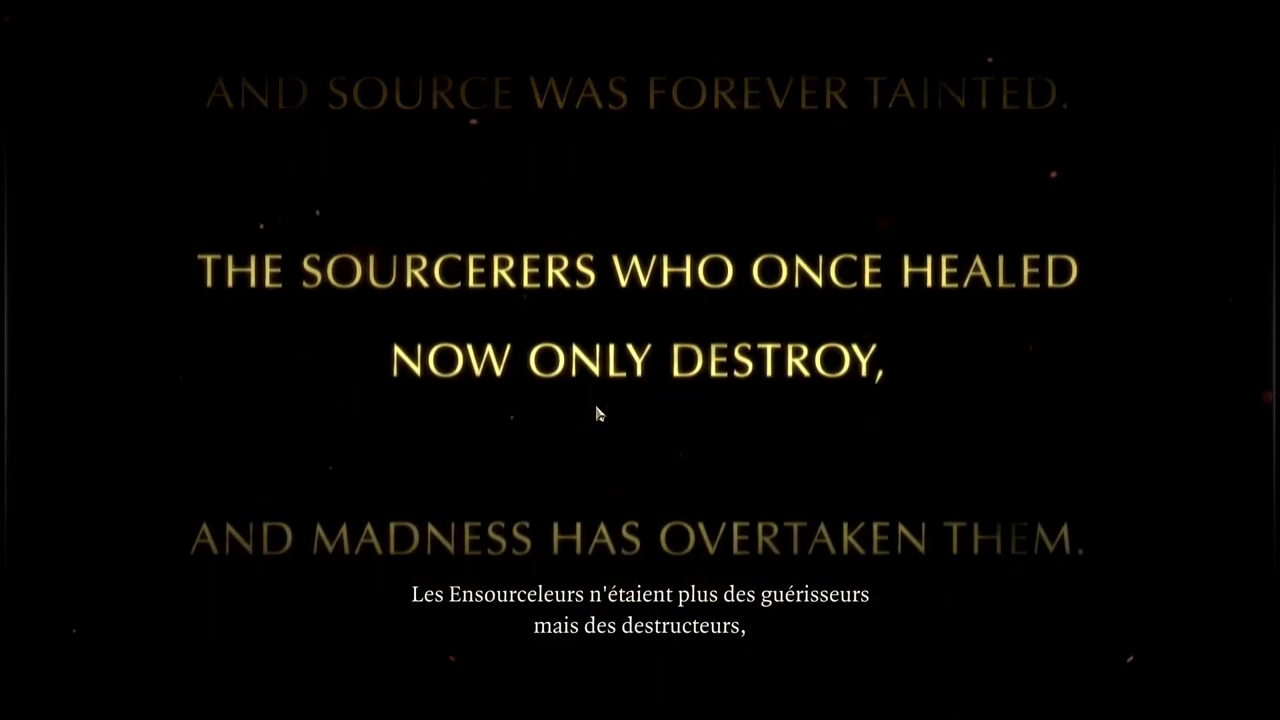 AND SOURCE WAS FOREVER TAINTED.
THE SOURCERERS WHO ONCE HEALED
NOW ONLY DESTROY,
AND MADNESS HAS OVERTAKEN THEM.
Les Ensourceleurs n'étaient plus des guérisseurs
mais des destructeurs,